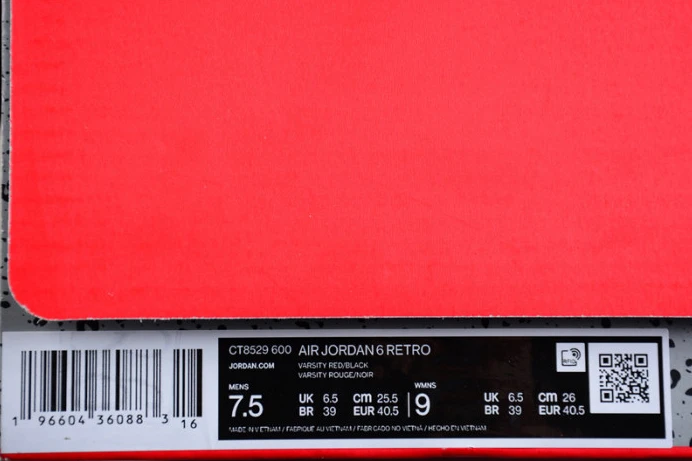 CT8529 600 AIR JORDAN 6 RETRO
JORDAN.COM
VARSITY RED/BLACK
VARSITY ROUGE/NOIR
MENS
7.5
UK 6.5 cm 25.5
BR 39 EUR 40.5
WMNS
9
UK 6.5 cm 26
BR 39 EUR 40.5
MADE IN VIETNAM / FABRIQUE AU VIETNAM / FABRICADO NO VIETNÃ / HECHO EN VIETNAM
RFID
1 96604 36088 3 16